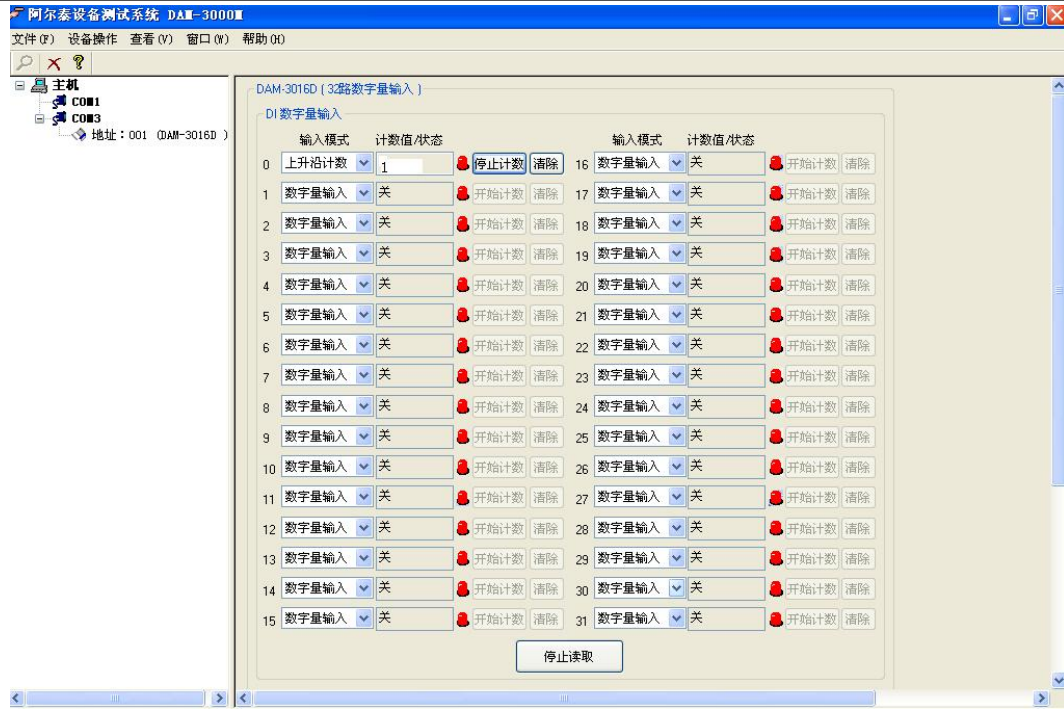 阿尔泰设备测试系统 DAM-3000M
文件(F) 设备操作 查看(V) 窗口(W) 帮助(H)
主机
COM1
COM3
地址：001 (DAM-3016D )
DAM-3016D ( 32路数字量输入 )
DI 数字量输入
输入模式 计数值/状态 输入模式 计数值/状态
0 上升沿计数 1 停止计数 清除 16 数字量输入 关 开始计数 清除
1 数字量输入 关 开始计数 清除 17 数字量输入 关 开始计数 清除
2 数字量输入 关 开始计数 清除 18 数字量输入 关 开始计数 清除
3 数字量输入 关 开始计数 清除 19 数字量输入 关 开始计数 清除
4 数字量输入 关 开始计数 清除 20 数字量输入 关 开始计数 清除
5 数字量输入 关 开始计数 清除 21 数字量输入 关 开始计数 清除
6 数字量输入 关 开始计数 清除 22 数字量输入 关 开始计数 清除
7 数字量输入 关 开始计数 清除 23 数字量输入 关 开始计数 清除
8 数字量输入 关 开始计数 清除 24 数字量输入 关 开始计数 清除
9 数字量输入 关 开始计数 清除 25 数字量输入 关 开始计数 清除
10 数字量输入 关 开始计数 清除 26 数字量输入 关 开始计数 清除
11 数字量输入 关 开始计数 清除 27 数字量输入 关 开始计数 清除
12 数字量输入 关 开始计数 清除 28 数字量输入 关 开始计数 清除
13 数字量输入 关 开始计数 清除 29 数字量输入 关 开始计数 清除
14 数字量输入 关 开始计数 清除 30 数字量输入 关 开始计数 清除
15 数字量输入 关 开始计数 清除 31 数字量输入 关 开始计数 清除
停止读取